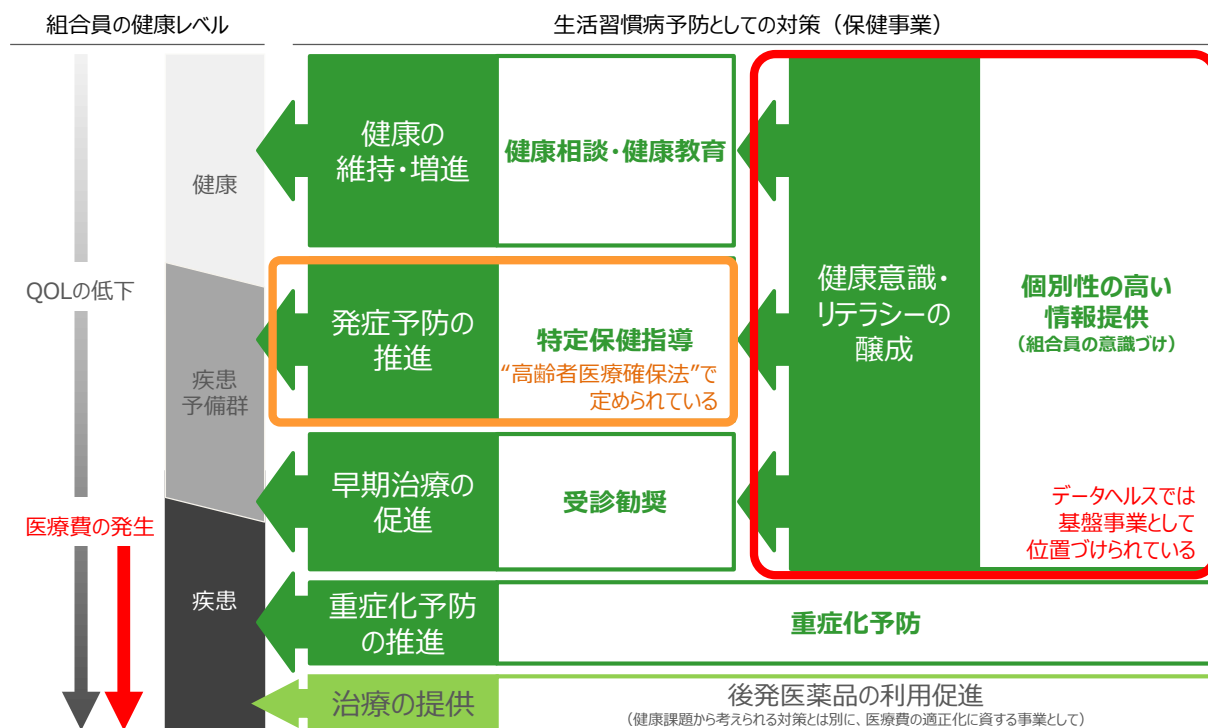 組合員の健康レベル
生活習慣病予防としての対策（保健事業）
健康
疾患
予備群
疾患
QOLの低下
医療費の発生
健康の
維持・増進
健康相談・健康教育
発症予防の
推進
特定保健指導
“高齢者医療確保法”で
定められている
早期治療の
促進
受診勧奨
健康意識・
リテラシーの
醸成
個別性の高い
情報提供
（組合員の意識づけ）
データヘルスでは
基盤事業として
位置づけられている
重症化予防
の推進
重症化予防
治療の提供
後発医薬品の利用促進
（健康課題から考えられる対策とは別に、医療費の適正化に資する事業として）